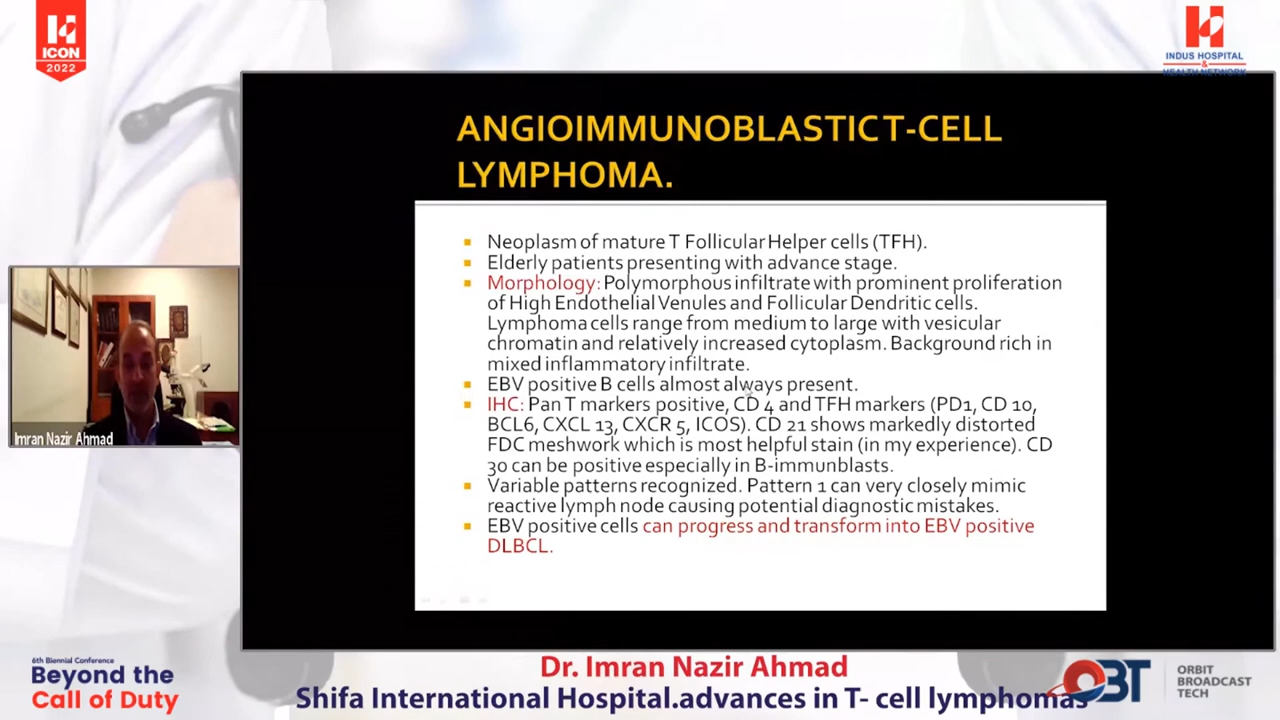 ICON
2022
INDUS HOSPITAL
&
HEALTH NETWORK
ANGIOIMMUNOBLASTIC T-CELL
LYMPHOMA.
Neoplasm of mature T Follicular Helper cells (TFH).
Elderly patients presenting with advance stage.
Morphology: Polymorphous infiltrate with prominent proliferation
of High Endothelial Venules and Follicular Dendritic cells.
Lymphoma cells range from medium to large with vesicular
chromatin and relatively increased cytoplasm. Background rich in
mixed inflammatory infiltrate.
EBV positive B cells almost always present.
IHC: Pan T markers positive, CD 4 and TFH markers (PD1, CD 10,
BCL6, CXCL 13, CXCR 5, ICOS). CD 21 shows markedly distorted
FDC meshwork which is most helpful stain (in my experience). CD
30 can be positive especially in B-immunblasts.
Variable patterns recognized. Pattern 1 can very closely mimic
reactive lymph node causing potential diagnostic mistakes.
EBV positive cells can progress and transform into EBV positive
DLBCL.
Imran Nazir Ahmad
6th Biennial Conference
Beyond the
Call of Duty
Dr. Imran Nazir Ahmad
Shifa International Hospital.advances in T- cell lymphomas
OBT
ORBIT
BROADCAST
TECH